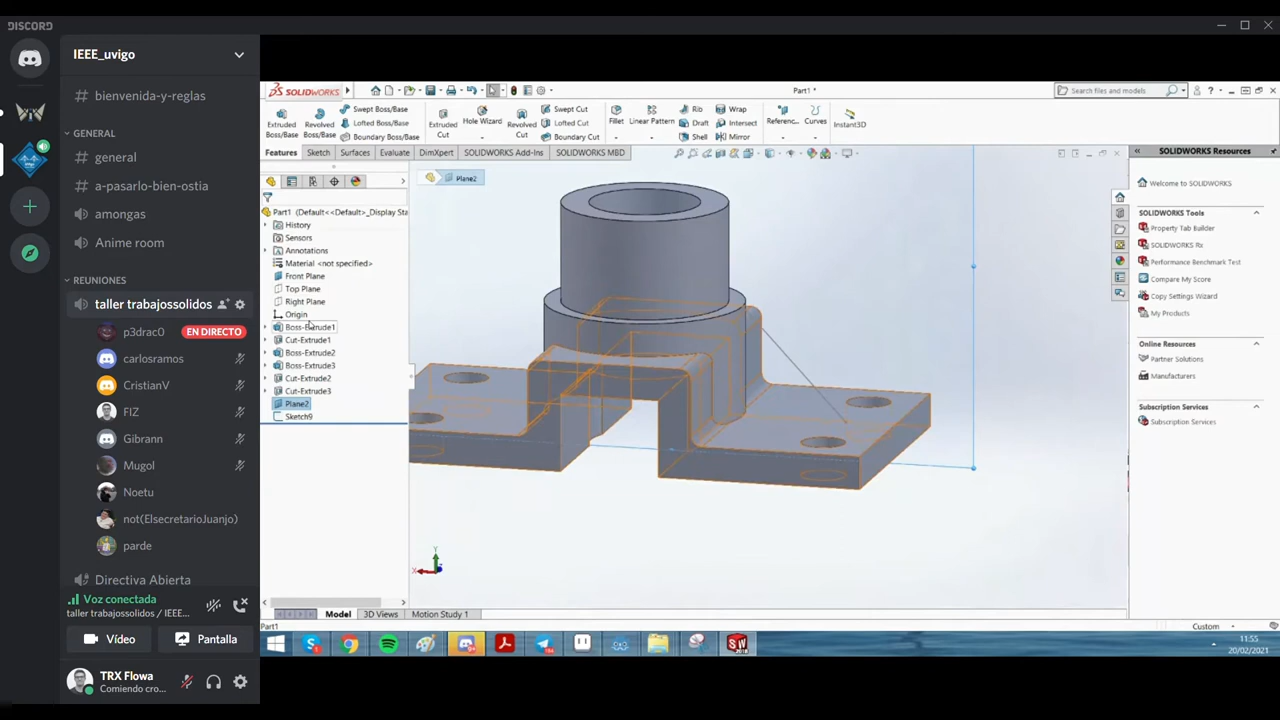 DISCORD
IEEE_uvigo
# bienvenida-y-reglas
GENERAL
# general
# a-pasarlo-bien-ostia
amongas
Anime room
REUNIONES
taller trabajossolidos
p3drac0 EN DIRECTO
carlosramos
CristianV
FIZ
Gibrann
Mugol
Noetu
not(ElsecretarioJuanjo)
parde
Directiva Abierta
Voz conectada
taller trabajossolidos / IEEE...
Vídeo
Pantalla
TRX Flowa
Comiendo cro...
SOLIDWORKS
Part1 *
Search files and models
Extruded Boss/Base
Revolved Boss/Base
Swept Boss/Base
Lofted Boss/Base
Boundary Boss/Base
Extruded Cut
Hole Wizard
Revolved Cut
Swept Cut
Lofted Cut
Boundary Cut
Fillet
Linear Pattern
Rib
Draft
Shell
Wrap
Intersect
Mirror
Referenc...
Curves
Instant3D
Features
Sketch
Surfaces
Evaluate
DimXpert
SOLIDWORKS Add-Ins
SOLIDWORKS MBD
Part1 (Default<<Default>_Display Sta
History
Sensors
Annotations
Material <not specified>
Front Plane
Top Plane
Right Plane
Origin
Boss-Extrude1
Cut-Extrude1
Boss-Extrude2
Boss-Extrude3
Cut-Extrude2
Cut-Extrude3
Plane2
Sketch9
Plane2
Y
X
Z
SOLIDWORKS Resources
Welcome to SOLIDWORKS
SOLIDWORKS Tools
Property Tab Builder
SOLIDWORKS Rx
Performance Benchmark Test
Compare My Score
Copy Settings Wizard
My Products
Online Resources
Partner Solutions
Manufacturers
Subscription Services
Subscription Services
Model
3D Views
Motion Study 1
Part1
Custom
11:55
20/02/2021